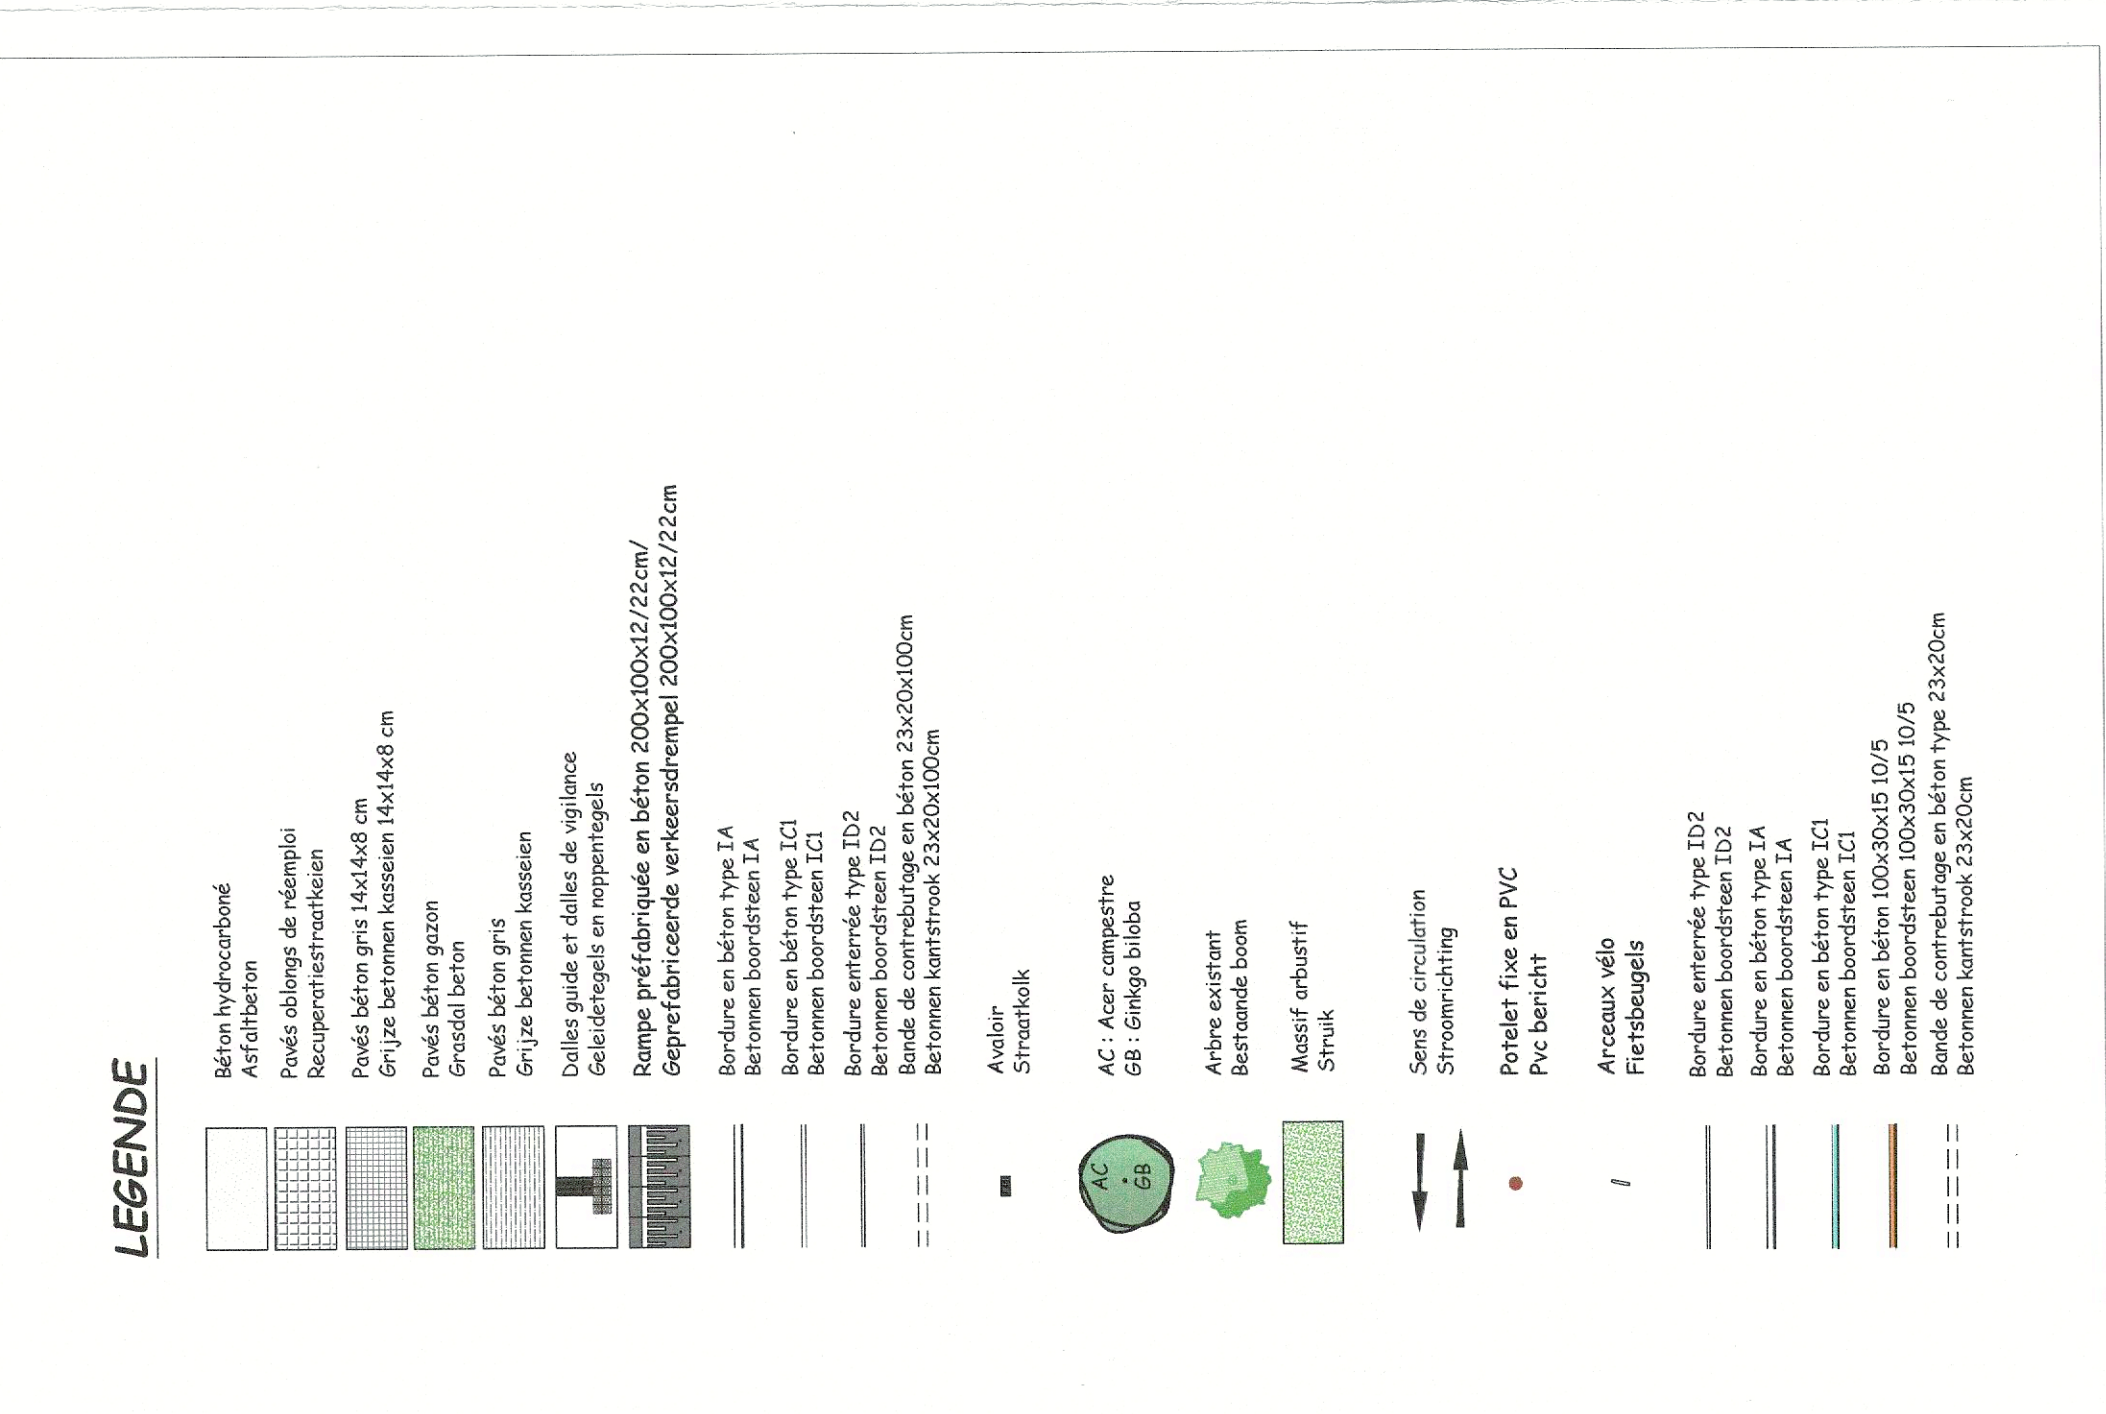 LEGENDE
Béton hydrocarboné
Asfaltbeton
Pavés oblongs de réemploi
Recuperatiestraatkeien
Pavés béton gris 14x14x8 cm
Grijze betonnen kasseien 14x14x8 cm
Pavés béton gazon
Grasdal beton
Pavés béton gris
Grijze betonnen kasseien
Dalles guide et dalles de vigilance
Geleidetegels en noppentegels
Rampe préfabriquée en béton 200x100x12/22cm/
Geprefabriceerde verkeersdrempel 200x100x12/22cm
Bordure en béton type IA
Betonnen boordsteen IA
Bordure en béton type IC1
Betonnen boordsteen IC1
Bordure enterrée type ID2
Betonnen boordsteen ID2
Bande de contrebutage en béton 23x20x100cm
Betonnen kantstrook 23x20x100cm
Avaloir
Straatkolk
AC
GB
AC : Acer campestre
GB : Ginkgo biloba
Arbre existant
Bestaande boom
Massif arbustif
Struik
Sens de circulation
Stroomrichting
Potelet fixe en PVC
Pvc bericht
Arceaux vélo
Fietsbeugels
Bordure enterrée type ID2
Betonnen boordsteen ID2
Bordure en béton type IA
Betonnen boordsteen IA
Bordure en béton type IC1
Betonnen boordsteen IC1
Bordure en béton 100x30x15 10/5
Betonnen boordsteen 100x30x15 10/5
Bande de contrebutage en béton type 23x20cm
Betonnen kantstrook 23x20cm